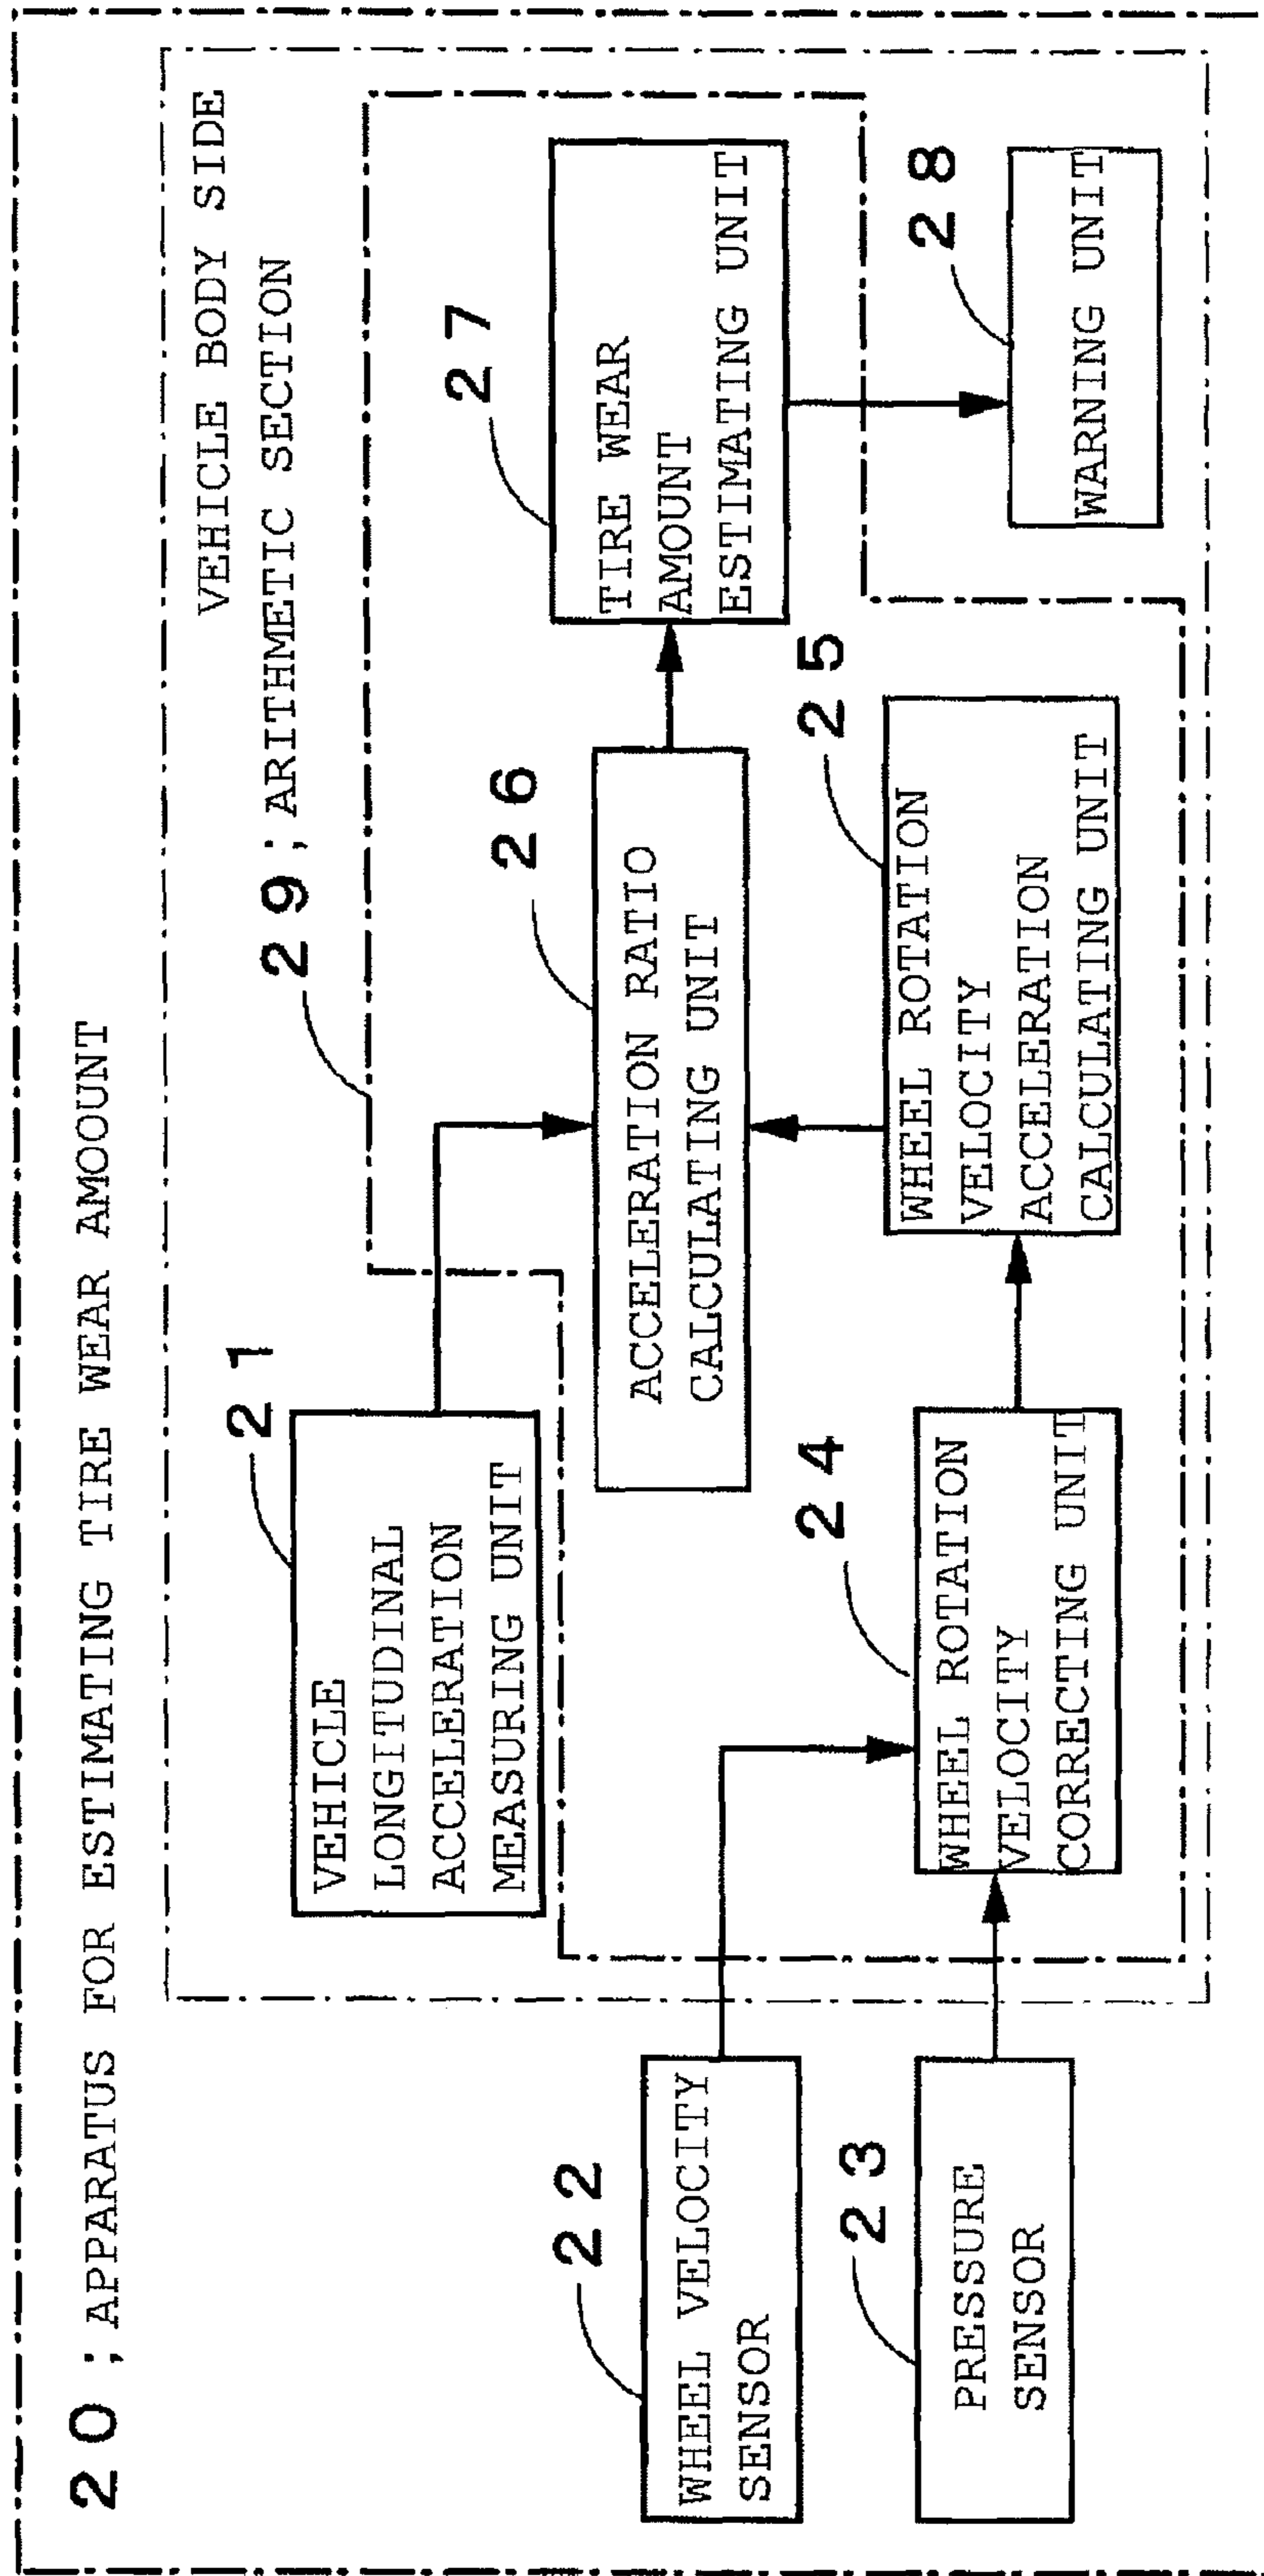 20 ; APPARATUS FOR ESTIMATING TIRE WEAR AMOUNT
VEHICLE BODY SIDE
29 ; ARITHMETIC SECTION
21
VEHICLE
LONGITUDINAL
ACCELERATION
MEASURING UNIT
22
WHEEL VELOCITY
SENSOR
23
PRESSURE
SENSOR
24
WHEEL ROTATION
VELOCITY
CORRECTING UNIT
25
WHEEL ROTATION
VELOCITY
ACCELERATION
CALCULATING UNIT
26
ACCELERATION RATIO
CALCULATING UNIT
27
TIRE WEAR
AMOUNT
ESTIMATING UNIT
28
WARNING UNIT